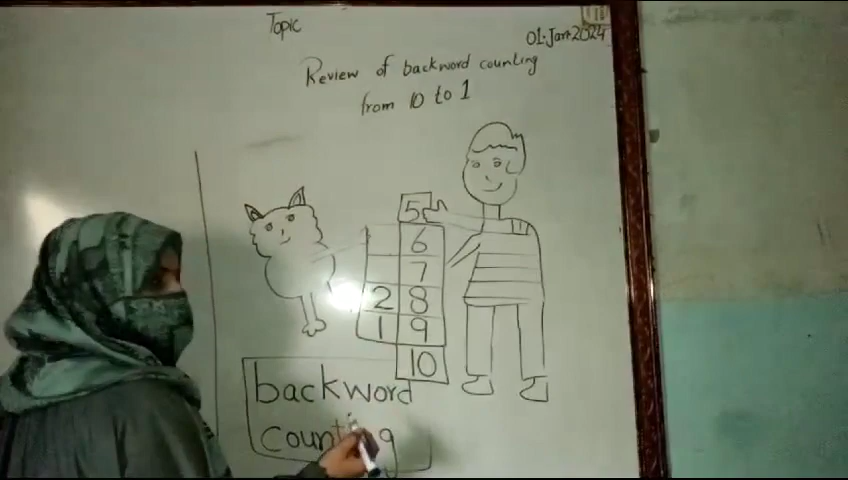 Topic
01-Jan-2024
Review of backword counting
from 10 to 1
5
6
7
2 8
1 9
10
backword
counting